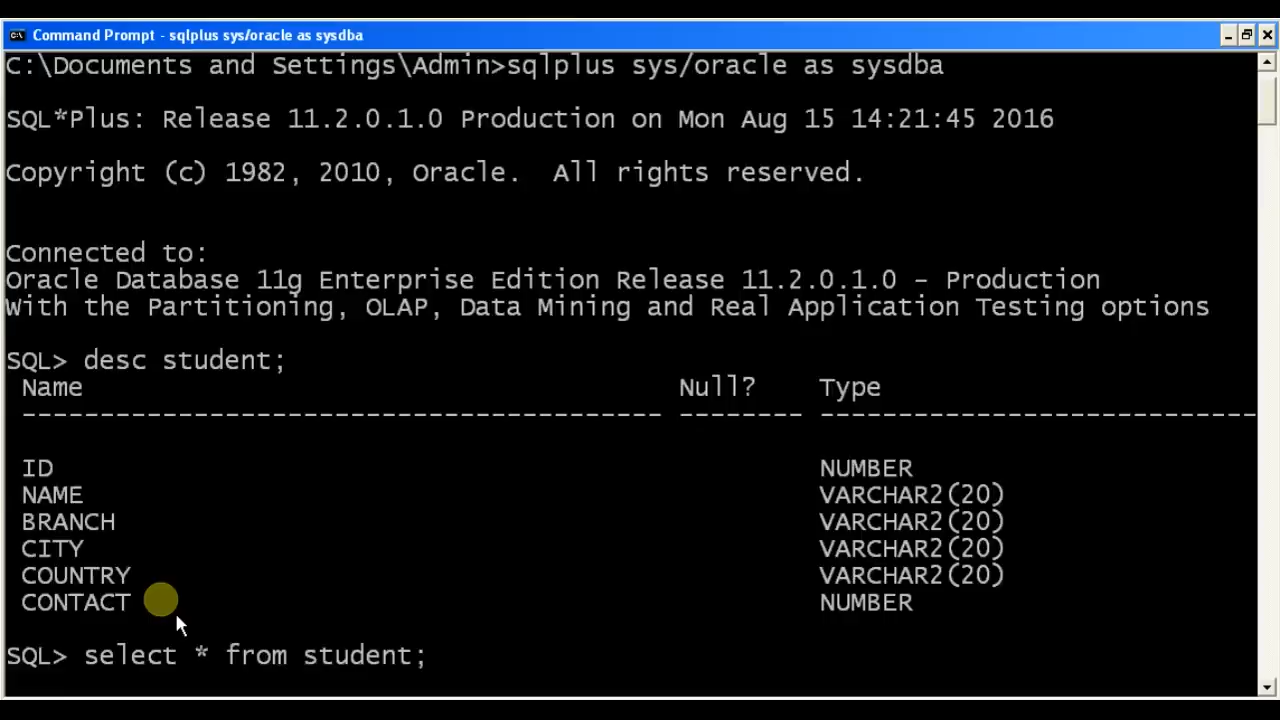 Command Prompt - sqlplus sys/oracle as sysdba
C:\Documents and Settings\Admin>sqlplus sys/oracle as sysdba
SQL*Plus: Release 11.2.0.1.0 Production on Mon Aug 15 14:21:45 2016
Copyright (c) 1982, 2010, Oracle.  All rights reserved.
Connected to:
Oracle Database 11g Enterprise Edition Release 11.2.0.1.0 - Production
With the Partitioning, OLAP, Data Mining and Real Application Testing options
SQL> desc student;
Name Null? Type
----------------------------------------- -------- ----------------------------
ID NUMBER
NAME VARCHAR2(20)
BRANCH VARCHAR2(20)
CITY VARCHAR2(20)
COUNTRY VARCHAR2(20)
CONTACT NUMBER
SQL> select * from student;